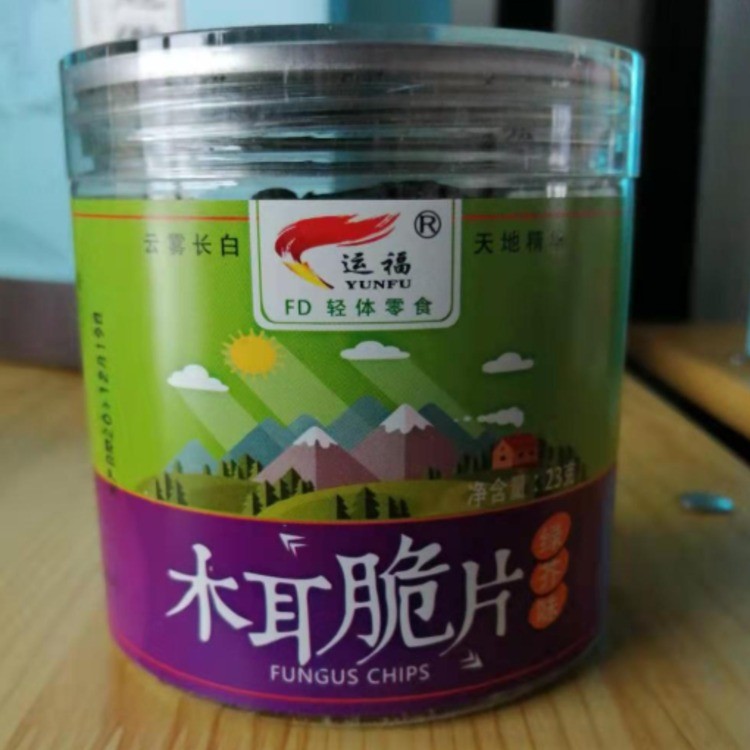 云雾长白
®
天地精
运福
YUNFU
FD 轻体零食
净含量：23克
木耳脆片
FUNGUS CHIPS